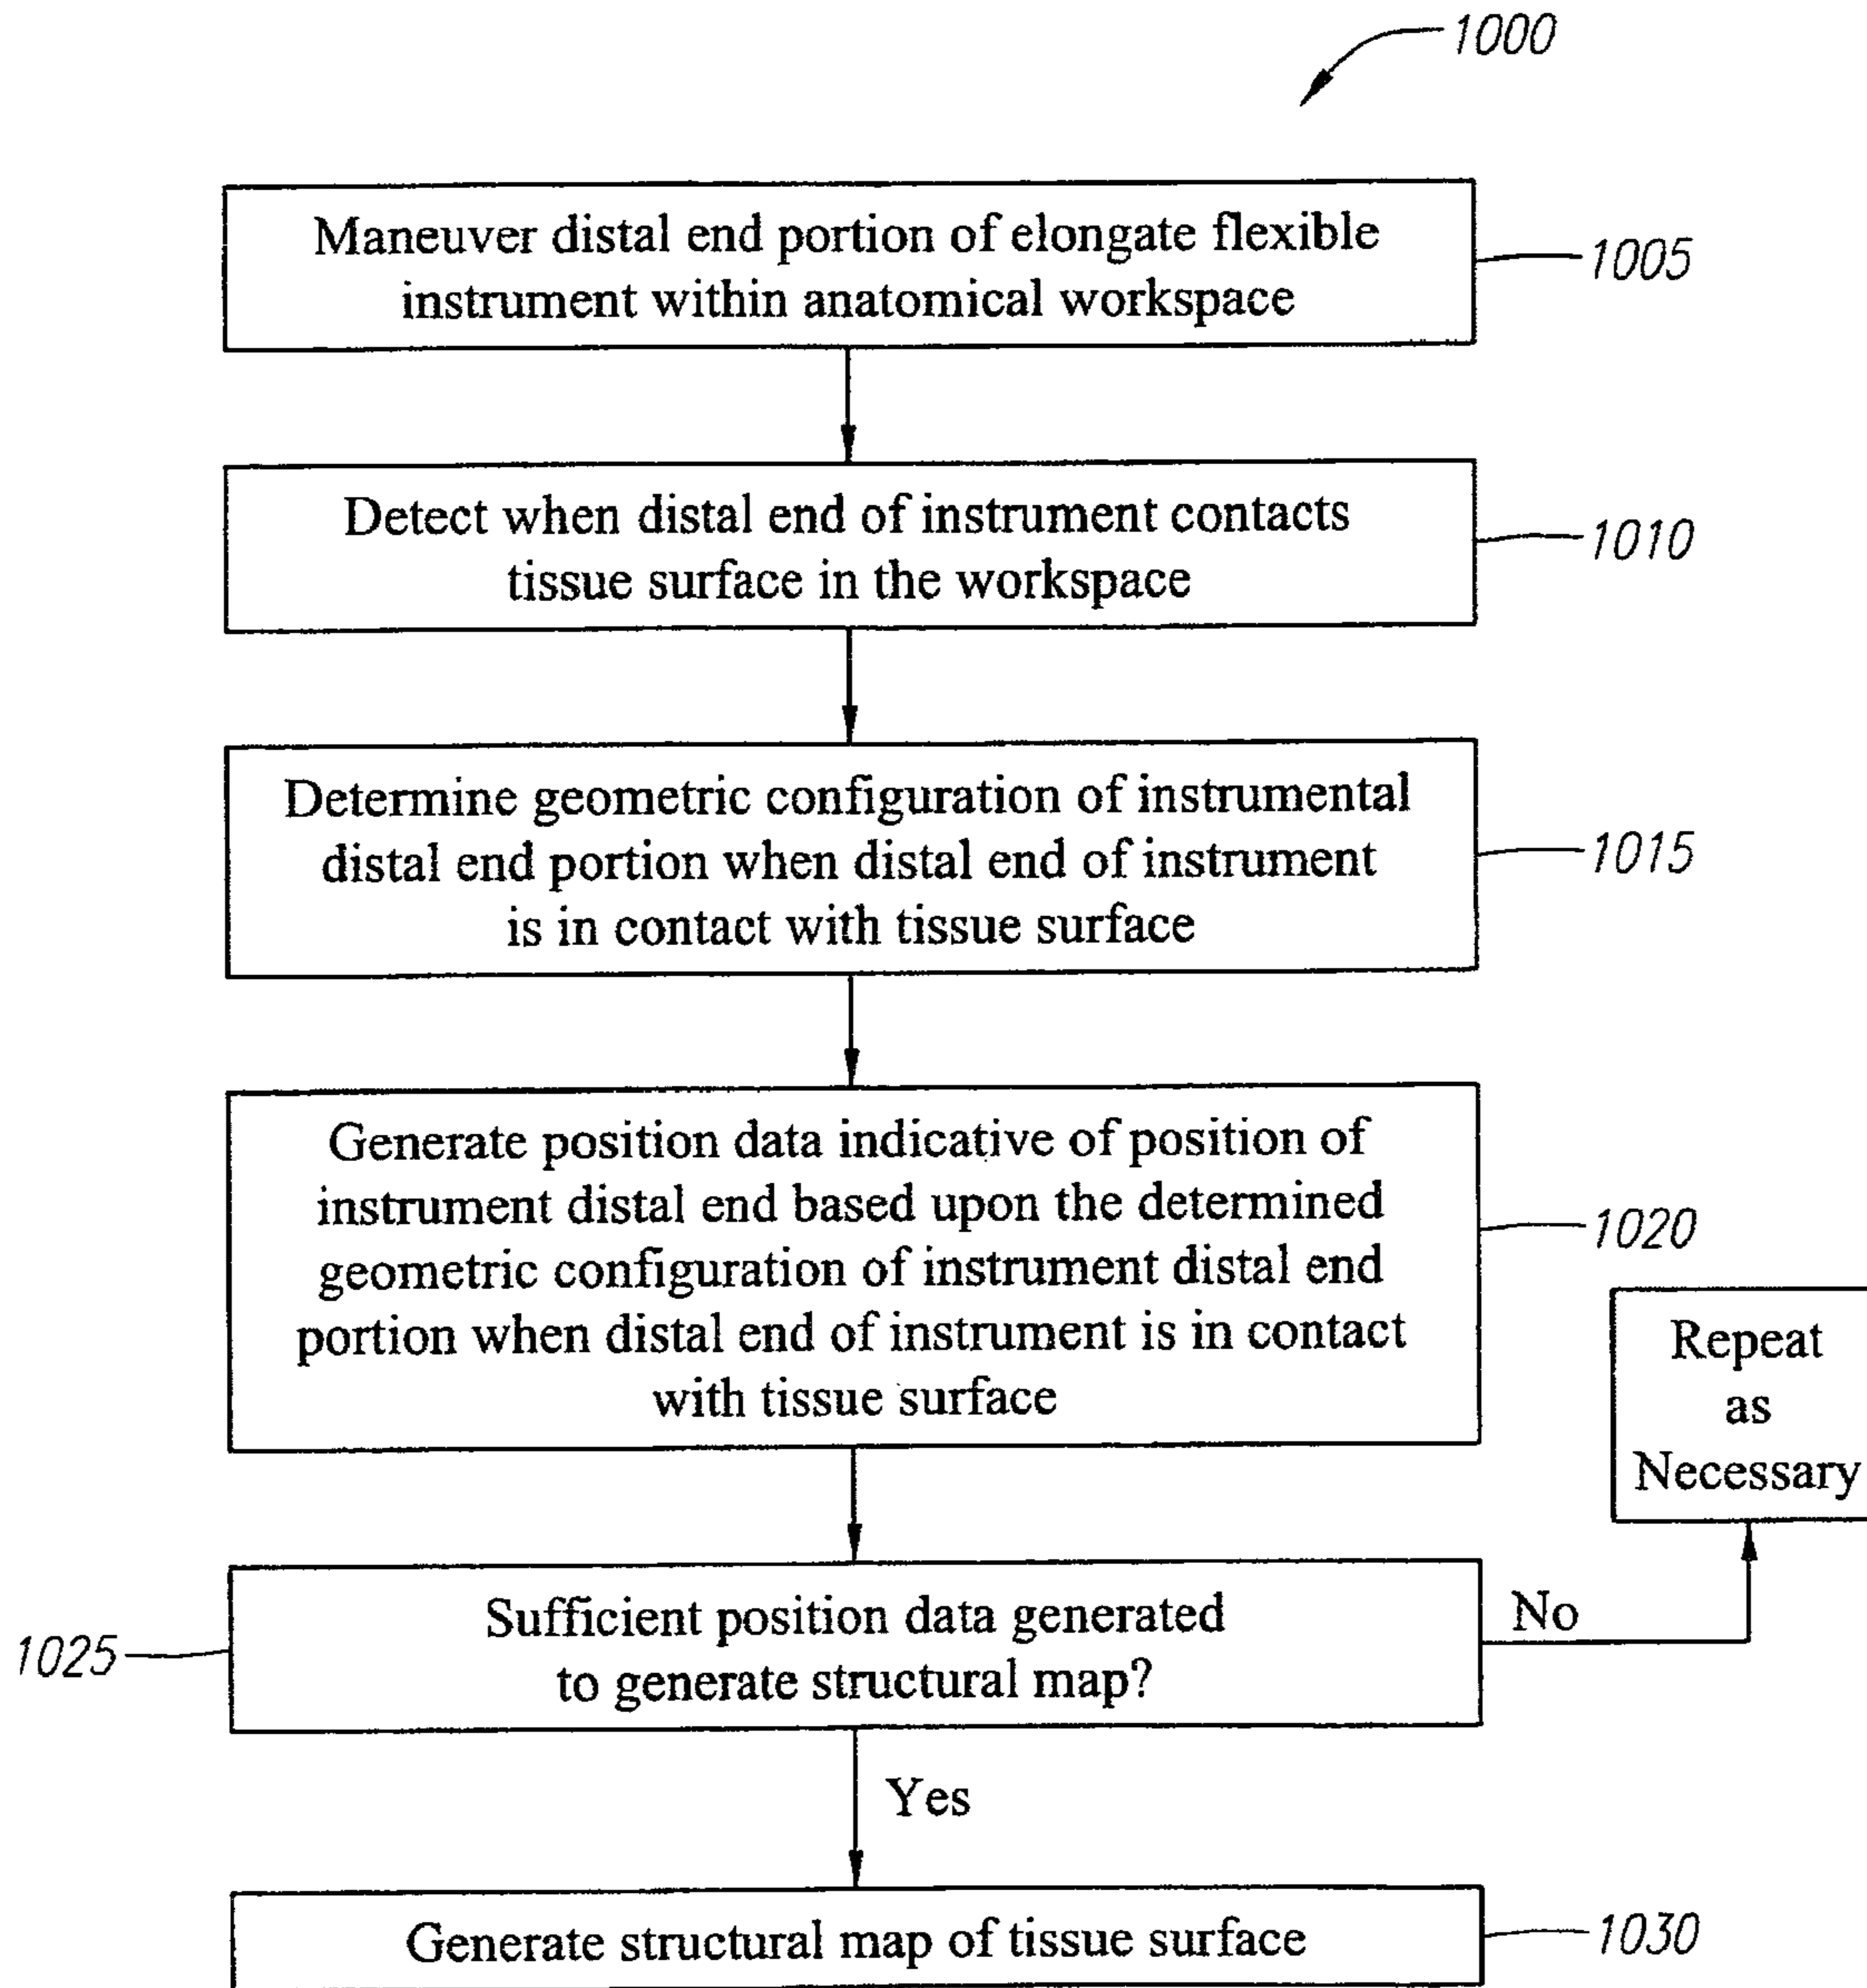 1000
Maneuver distal end portion of elongate flexible
instrument within anatomical workspace
1005
Detect when distal end of instrument contacts
tissue surface in the workspace
1010
Determine geometric configuration of instrumental
distal end portion when distal end of instrument
is in contact with tissue surface
1015
Generate position data indicative of position of
instrument distal end based upon the determined
geometric configuration of instrument distal end
portion when distal end of instrument is in contact
with tissue surface
1020
Repeat
as
Necessary
Sufficient position data generated
to generate structural map?
1025
No
Yes
Generate structural map of tissue surface
1030